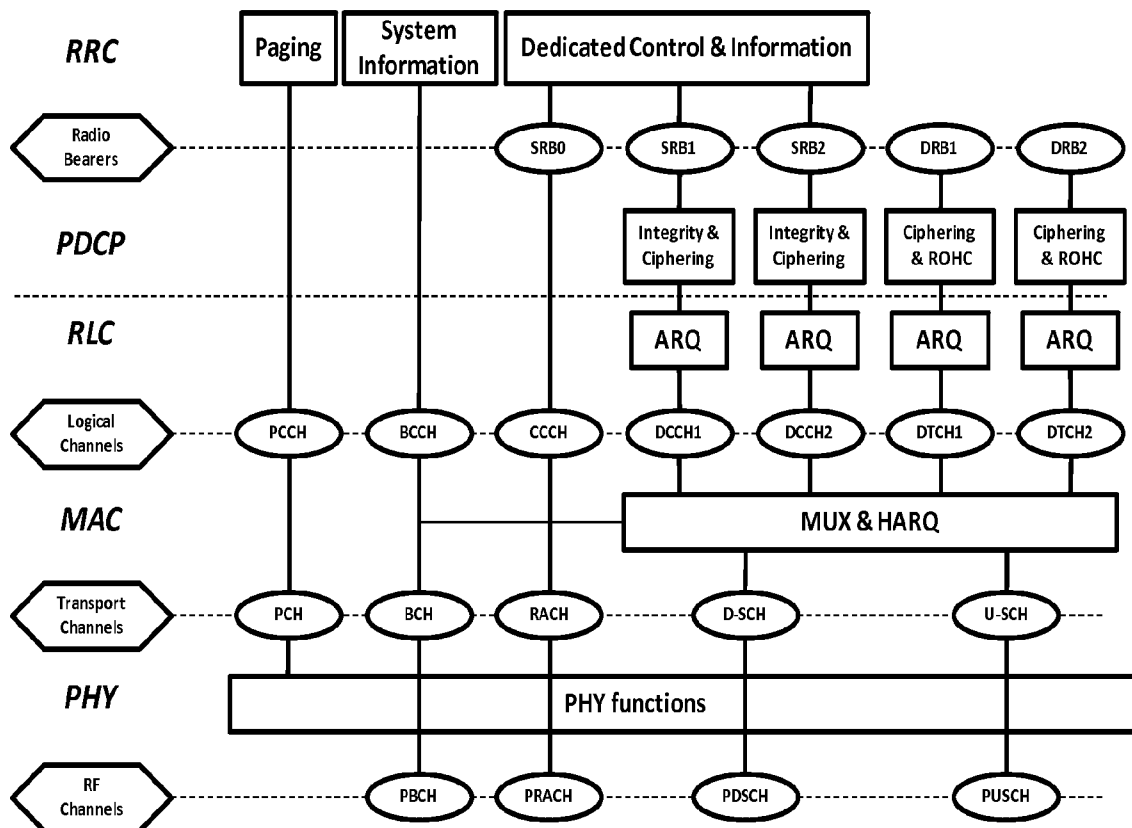 RRC
Paging
System
Information
Dedicated Control & Information
Radio
Bearers
SRB0
SRB1
SRB2
DRB1
DRB2
PDCP
Integrity &
Ciphering
Integrity &
Ciphering
Ciphering
& ROHC
Ciphering
& ROHC
RLC
ARQ
ARQ
ARQ
ARQ
Logical
Channels
PCCH
BCCH
CCCH
DCCH1
DCCH2
DTCH1
DTCH2
MAC
MUX & HARQ
Transport
Channels
PCH
BCH
RACH
D-SCH
U-SCH
PHY
PHY functions
RF
Channels
PBCH
PRACH
PDSCH
PUSCH